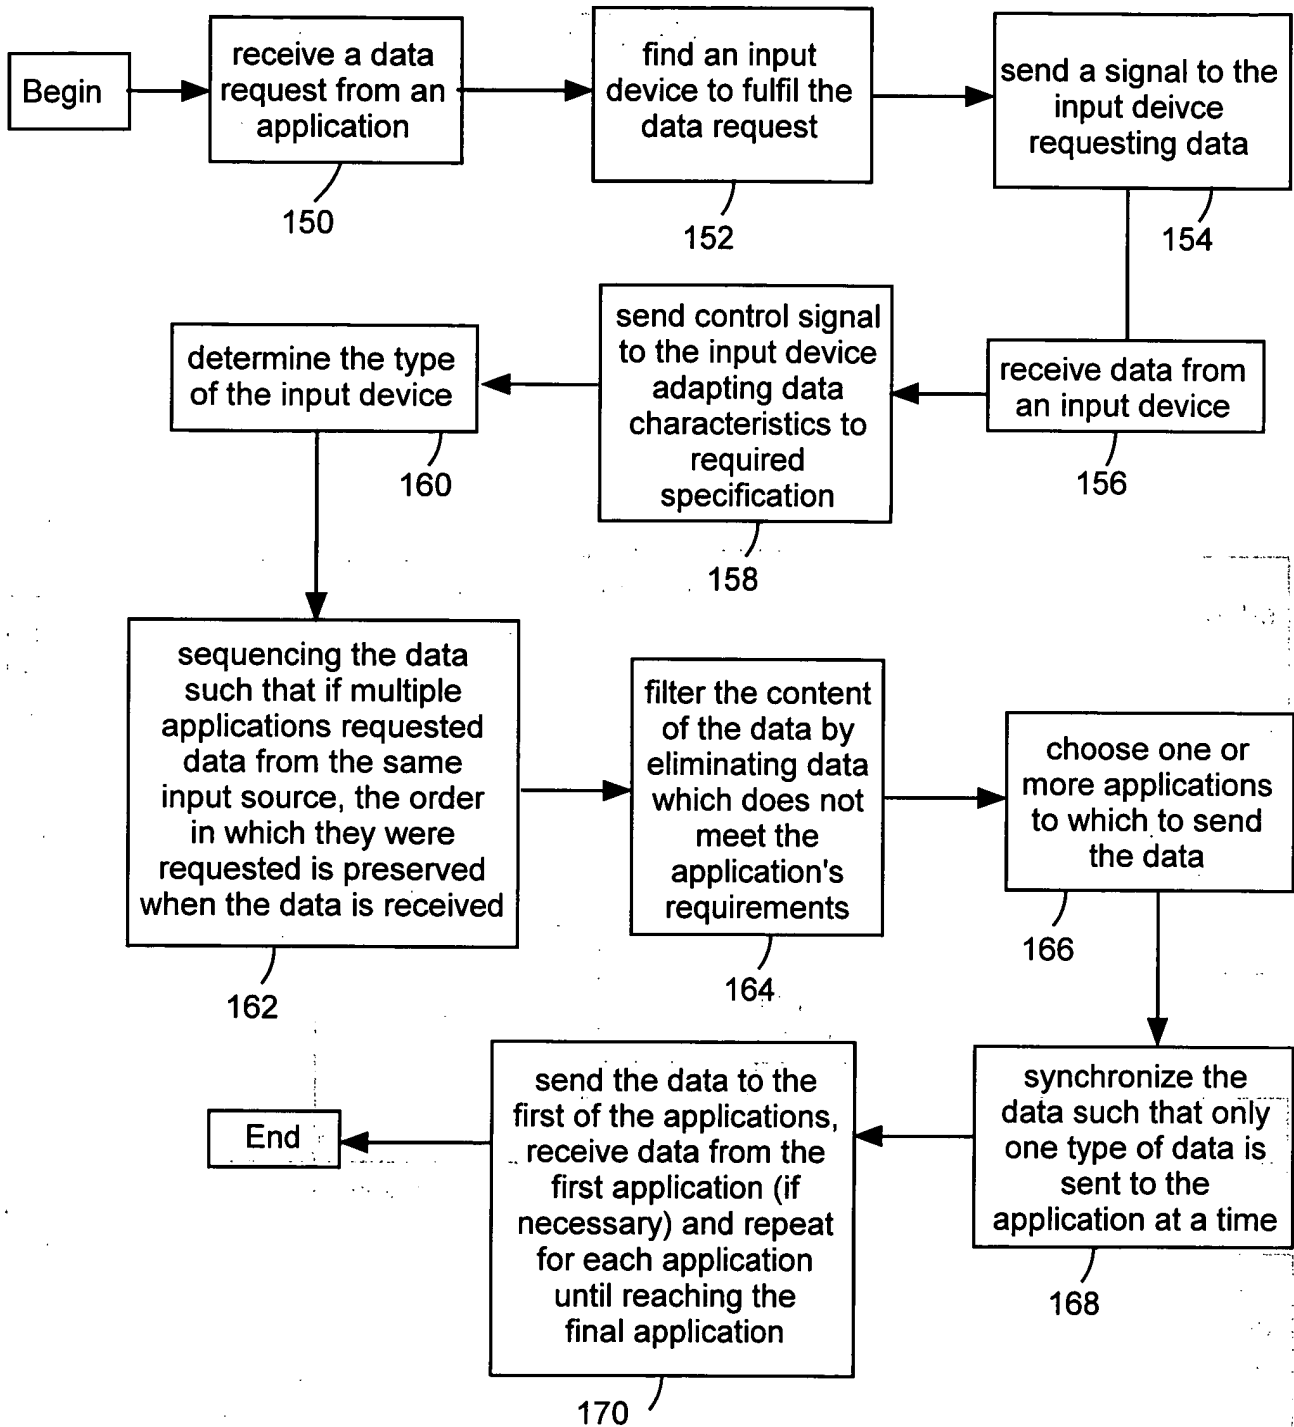 Begin
receive a data
request from an
application
150
find an input
device to fulfil the
data request
152
send a signal to the
input deivce
requesting data
154
receive data from
an input device
156
send control signal
to the input device
adapting data
characteristics to
required
specification
158
determine the type
of the input device
160
sequencing the data
such that if multiple
applications requested
data from the same
input source, the order
in which they were
requested is preserved
when the data is received
162
filter the content
of the data by
eliminating data
which does not
meet the
application's
requirements
164
choose one or
more applications
to which to send
the data
166
synchronize the
data such that only
one type of data is
sent to the
application at a time
168
send the data to the
first of the applications,
receive data from the
first application (if
necessary) and repeat
for each application
until reaching the
final application
170
End